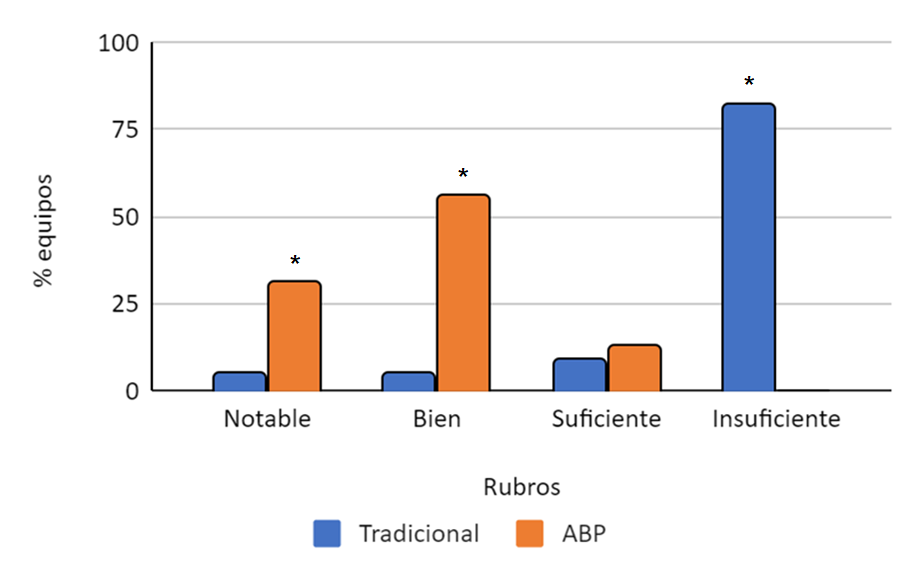 100
75
50
25
0
% equipos
*
*
*
Notable
Bien
Suficiente
Insuficiente
Rubros
Tradicional
ABP